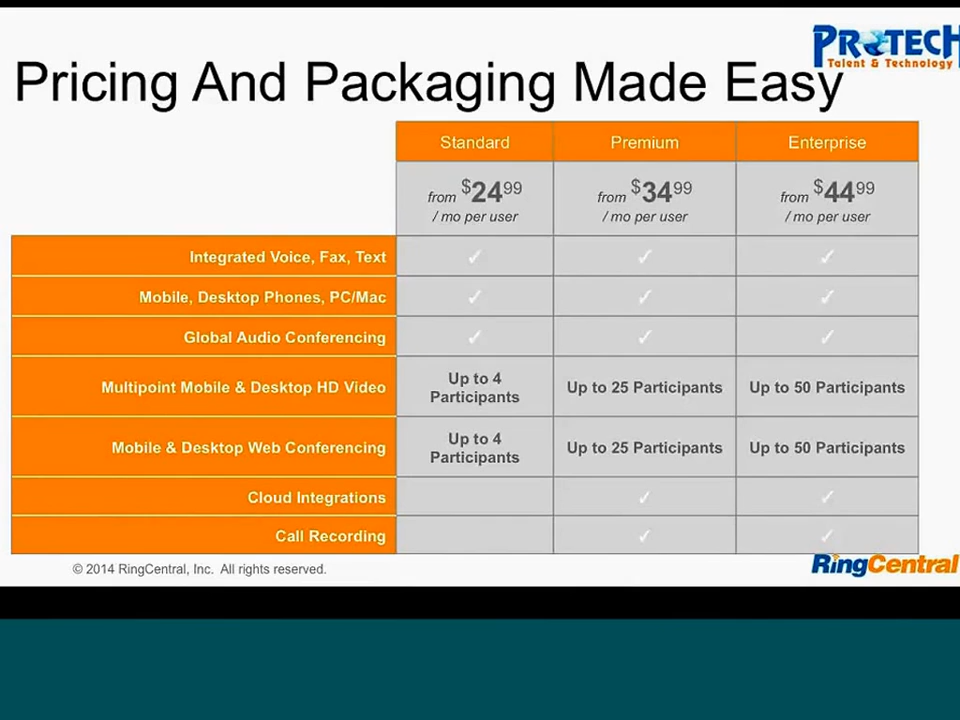 PROTECH
Talent & Technology
Pricing And Packaging Made Easy
Standard Premium Enterprise
from $24.99 from $34.99 from $44.99
/ mo per user / mo per user / mo per user
Integrated Voice, Fax, Text ✓ ✓ ✓
Mobile, Desktop Phones, PC/Mac ✓ ✓ ✓
Global Audio Conferencing ✓ ✓ ✓
Multipoint Mobile & Desktop HD Video Up to 4 Participants Up to 25 Participants Up to 50 Participants
Mobile & Desktop Web Conferencing Up to 4 Participants Up to 25 Participants Up to 50 Participants
Cloud Integrations ✓ ✓
Call Recording ✓ ✓
© 2014 RingCentral, Inc. All rights reserved.
RingCentral